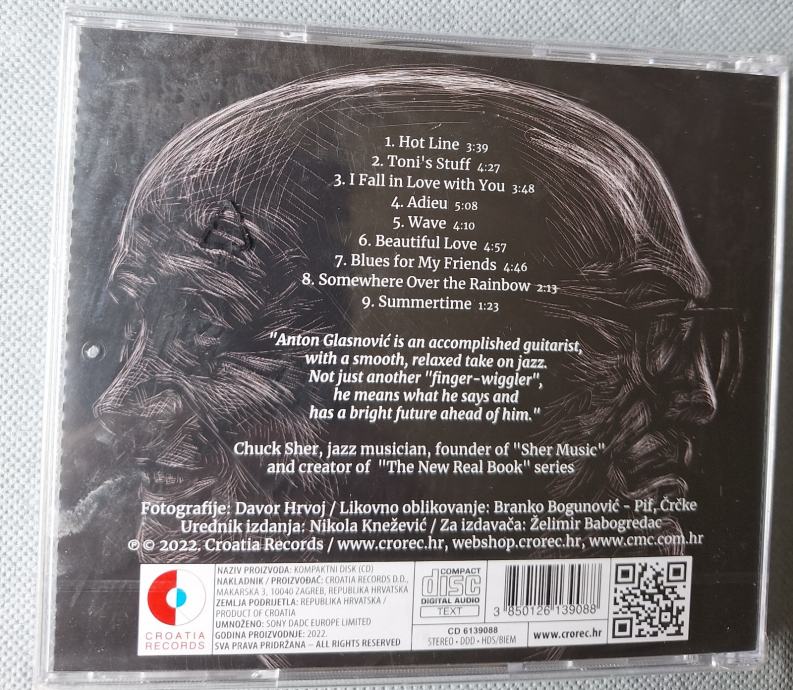 1. Hot Line 3:39
2. Toni's Stuff 4:27
3. I Fall in Love with You 3:48
4. Adieu 5:08
5. Wave 4:10
6. Beautiful Love 4:57
7. Blues for My Friends 4:46
8. Somewhere Over the Rainbow 2:13
9. Summertime 1:23
"Anton Glasnović is an accomplished guitarist,
with a smooth, relaxed take on jazz.
Not just another "finger-wiggler",
he means what he says and
has a bright future ahead of him."
Chuck Sher, jazz musician, founder of "Sher Music"
and creator of "The New Real Book" series
Fotografije: Davor Hrvoj / Likovno oblikovanje: Branko Bogunović - Pif, Črčke
Urednik izdanja: Nikola Knežević / Za izdavača: Želimir Babogredac
℗ © 2022. Croatia Records / www.crorec.hr, webshop.crorec.hr, www.cmc.com.hr
CROATIA
RECORDS
NAZIV PROIZVODA: KOMPAKTNI DISK (CD)
NAKLADNIK / PROIZVOĐAČ: CROATIA RECORDS D.D.,
MAKARSKA 3, 10040 ZAGREB, REPUBLIKA HRVATSKA
ZEMLJA PODRIJETLA: REPUBLIKA HRVATSKA /
PRODUCT OF CROATIA
UMNOŽENO: SONY DADC EUROPE LIMITED
GODINA PROIZVODNJE: 2022.
SVA PRAVA PRIDRŽANA – ALL RIGHTS RESERVED
COMPACT
disc
DIGITAL AUDIO
TEXT
3 850126 139088
CD 6139088
STEREO • DDD • HDS/BIEM
www.crorec.hr